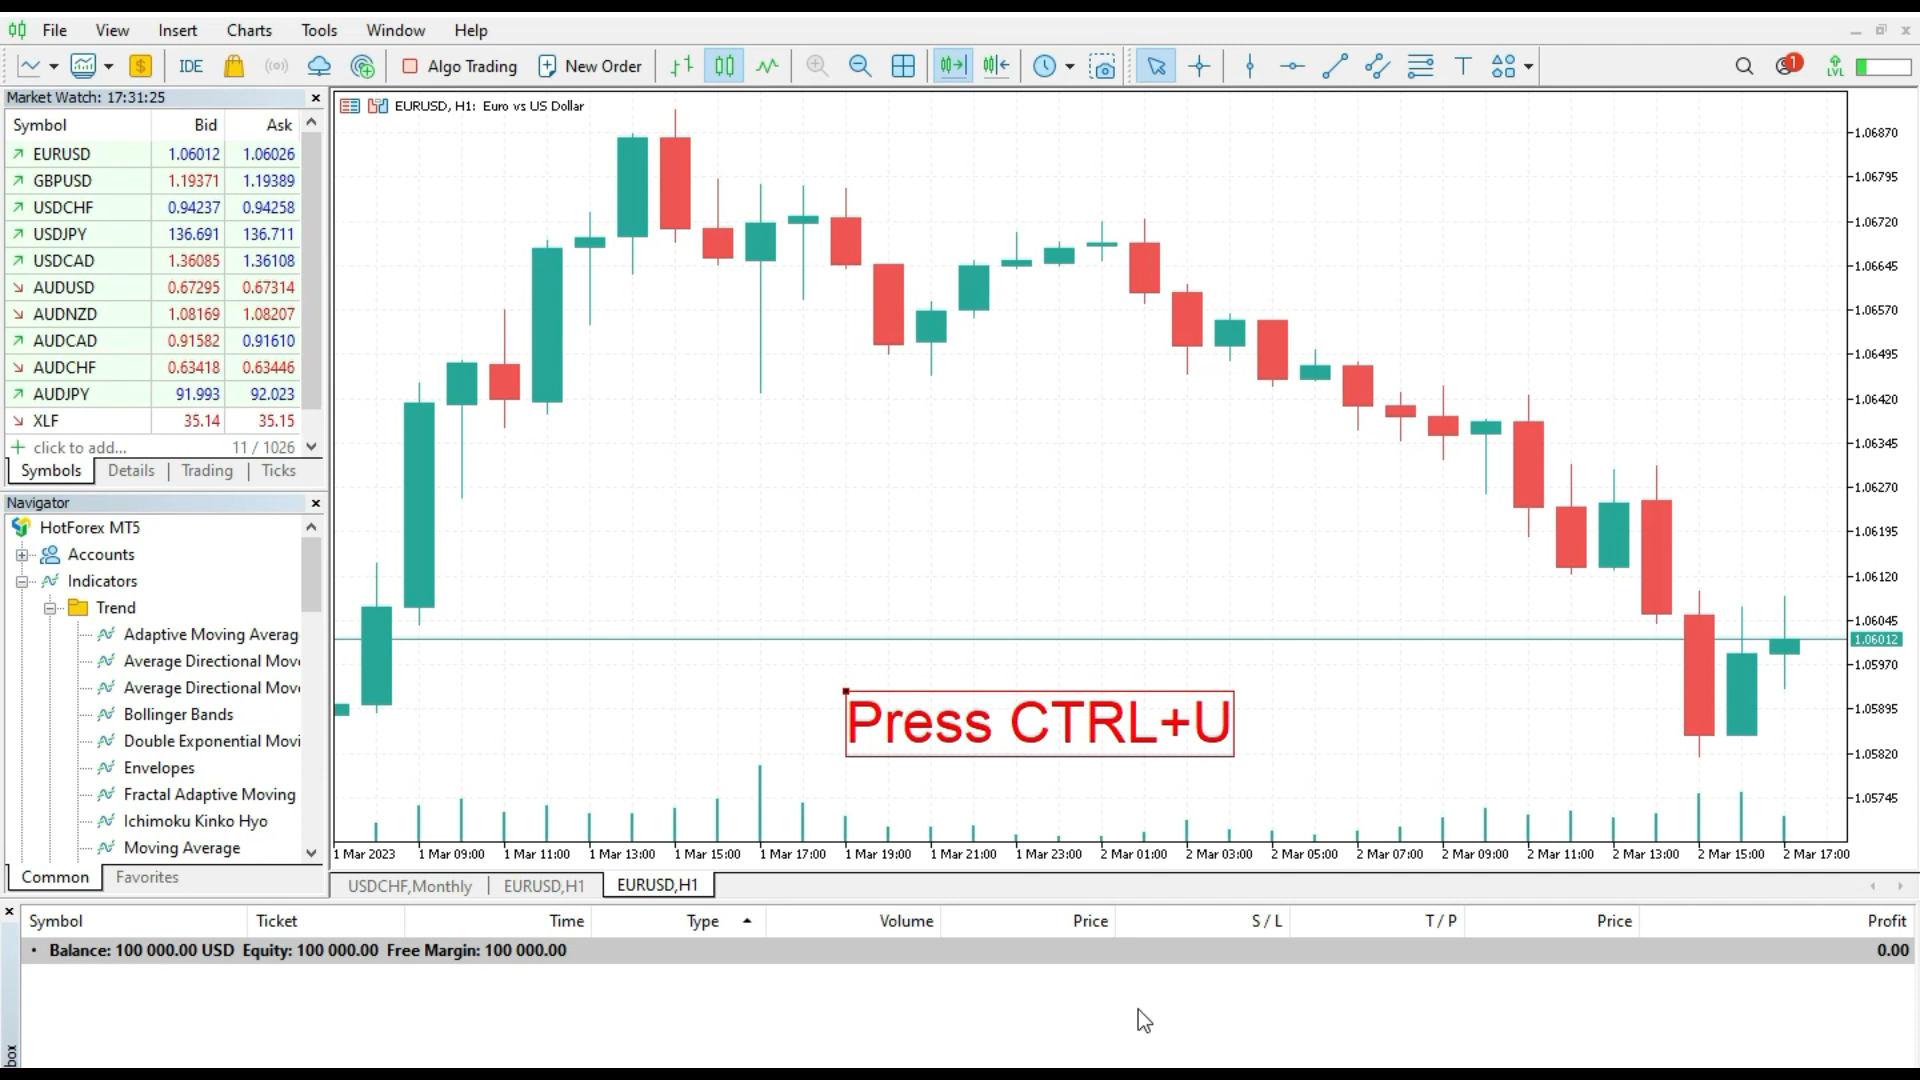 File View Insert Charts Tools Window Help
IDE Algo Trading New Order 1 LVL
Market Watch: 17:31:25
Symbol Bid Ask
EURUSD 1.06012 1.06026
GBPUSD 1.19371 1.19389
USDCHF 0.94237 0.94258
USDJPY 136.691 136.711
USDCAD 1.36085 1.36108
AUDUSD 0.67295 0.67314
AUDNZD 1.08169 1.08207
AUDCAD 0.91582 0.91610
AUDCHF 0.63418 0.63446
AUDJPY 91.993 92.023
XLF 35.14 35.15
click to add... 11 / 1026
Symbols Details Trading Ticks
Navigator
HotForex MT5
Accounts
Indicators
Trend
Adaptive Moving Averag
Average Directional Move
Average Directional Move
Bollinger Bands
Double Exponential Movi
Envelopes
Fractal Adaptive Moving
Ichimoku Kinko Hyo
Moving Average
Common Favorites
EURUSD, H1: Euro vs US Dollar
1.06870
1.06795
1.06720
1.06645
1.06570
1.06495
1.06420
1.06345
1.06270
1.06195
1.06120
1.06045
1.06012
1.05970
1.05895
1.05820
1.05745
Press CTRL+U
1 Mar 2023 1 Mar 09:00 1 Mar 11:00 1 Mar 13:00 1 Mar 15:00 1 Mar 17:00 1 Mar 19:00 1 Mar 21:00 1 Mar 23:00 2 Mar 01:00 2 Mar 03:00 2 Mar 05:00 2 Mar 07:00 2 Mar 09:00 2 Mar 11:00 2 Mar 13:00 2 Mar 15:00 2 Mar 17:00
USDCHF,Monthly EURUSD,H1 EURUSD,H1
Symbol Ticket Time Type Volume Price S / L T / P Price Profit
Balance: 100 000.00 USD Equity: 100 000.00 Free Margin: 100 000.00 0.00
box